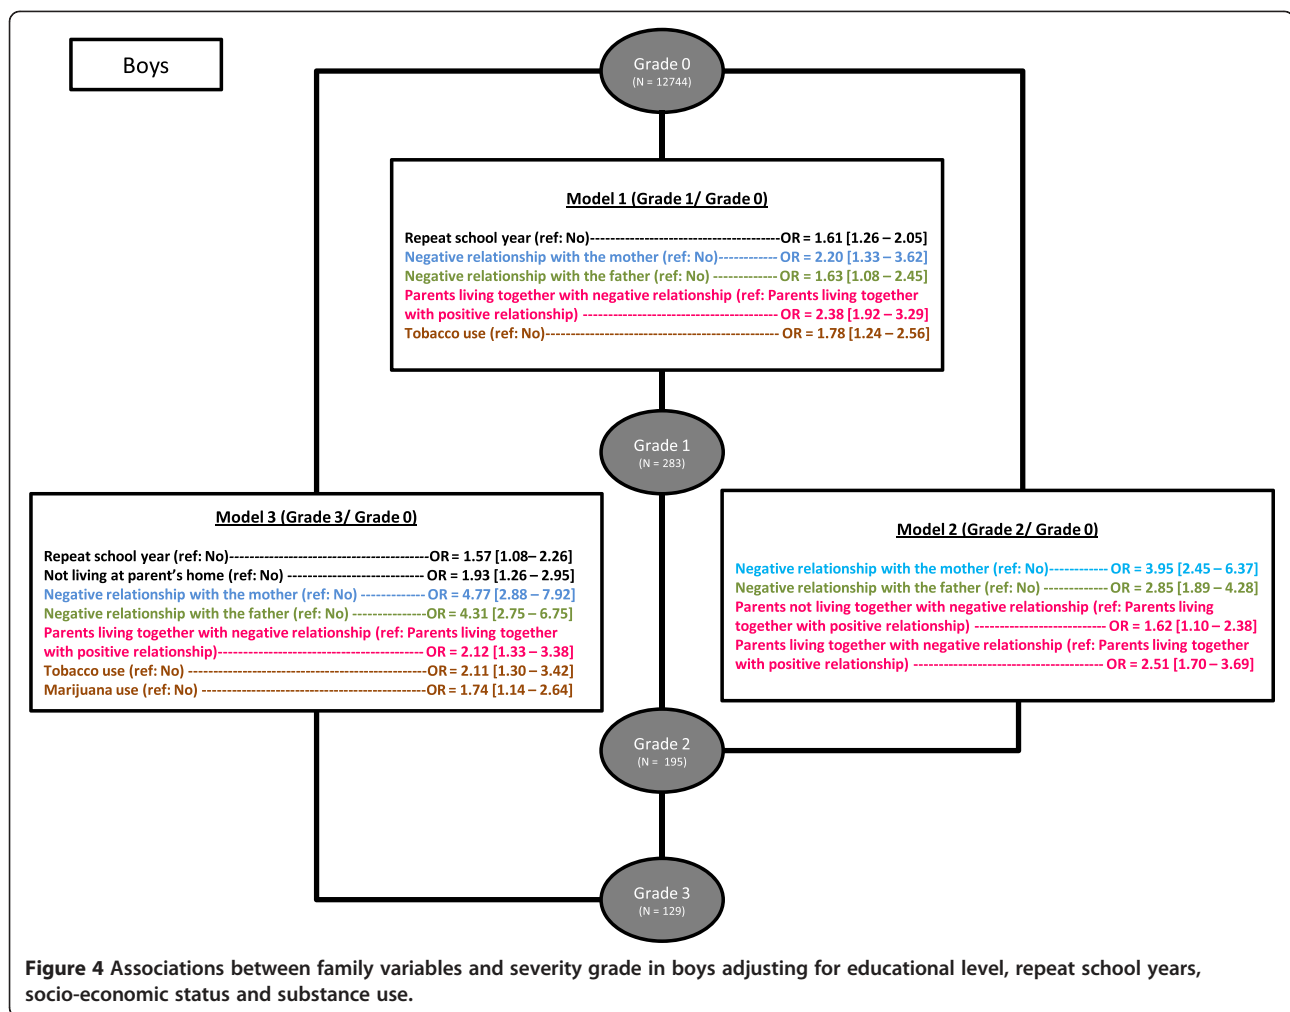 Boys
Grade 0
(N = 12744)
Model 1 (Grade 1/ Grade 0)
Repeat school year (ref: No)--------------------------------------OR = 1.61 [1.26 – 2.05]
Negative relationship with the mother (ref: No)------------ OR = 2.20 [1.33 – 3.62]
Negative relationship with the father (ref: No) ------------- OR = 1.63 [1.08 – 2.45]
Parents living together with negative relationship (ref: Parents living together
with positive relationship) --------------------------------------- OR = 2.38 [1.92 – 3.29]
Tobacco use (ref: No)----------------------------------------------- OR = 1.78 [1.24 – 2.56]
Grade 1
(N = 283)
Model 3 (Grade 3/ Grade 0)
Repeat school year (ref: No)----------------------------------------OR = 1.57 [1.08– 2.26]
Not living at parent's home (ref: No) --------------------------- OR = 1.93 [1.26 – 2.95]
Negative relationship with the mother (ref: No) ------------- OR = 4.77 [2.88 – 7.92]
Negative relationship with the father (ref: No) ---------------OR = 4.31 [2.75 – 6.75]
Parents living together with negative relationship (ref: Parents living together
with positive relationship)----------------------------------------- OR = 2.12 [1.33 – 3.38]
Tobacco use (ref: No) ----------------------------------------------- OR = 2.11 [1.30 – 3.42]
Marijuana use (ref: No) ---------------------------------------------OR = 1.74 [1.14 – 2.64]
Model 2 (Grade 2/ Grade 0)
Negative relationship with the mother (ref: No)------------ OR = 3.95 [2.45 – 6.37]
Negative relationship with the father (ref: No) ------------- OR = 2.85 [1.89 – 4.28]
Parents not living together with negative relationship (ref: Parents living
together with positive relationship) -------------------------- OR = 1.62 [1.10 – 2.38]
Parents living together with negative relationship (ref: Parents living together
with positive relationship) -------------------------------------- OR = 2.51 [1.70 – 3.69]
Grade 2
(N = 195)
Grade 3
(N = 129)
Figure 4 Associations between family variables and severity grade in boys adjusting for educational level, repeat school years,
socio-economic status and substance use.